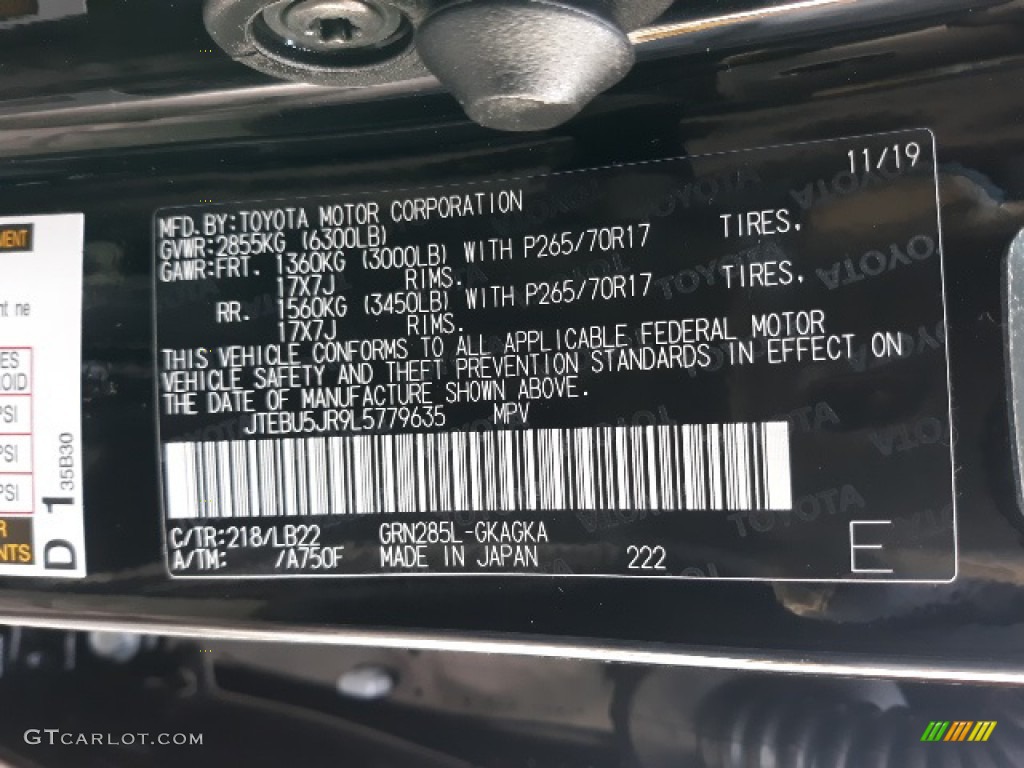 11/19
MFD.BY:TOYOTA MOTOR CORPORATION
GVWR:2855KG (6300LB)
GAWR:FRT. 1360KG (3000LB) WITH P265/70R17 TIRES,
17X7J RIMS.
RR. 1560KG (3450LB) WITH P265/70R17 TIRES,
17X7J RIMS.
THIS VEHICLE CONFORMS TO ALL APPLICABLE FEDERAL MOTOR
VEHICLE SAFETY AND THEFT PREVENTION STANDARDS IN EFFECT ON
THE DATE OF MANUFACTURE SHOWN ABOVE.
JTEBU5JR9L5779635 MPV
C/TR:218/LB22 GRN285L-GKAGKA
A/TM: /A750F MADE IN JAPAN 222 E
PSI
PSI
PSI
D 1 35B30
GTCARLOT.COM